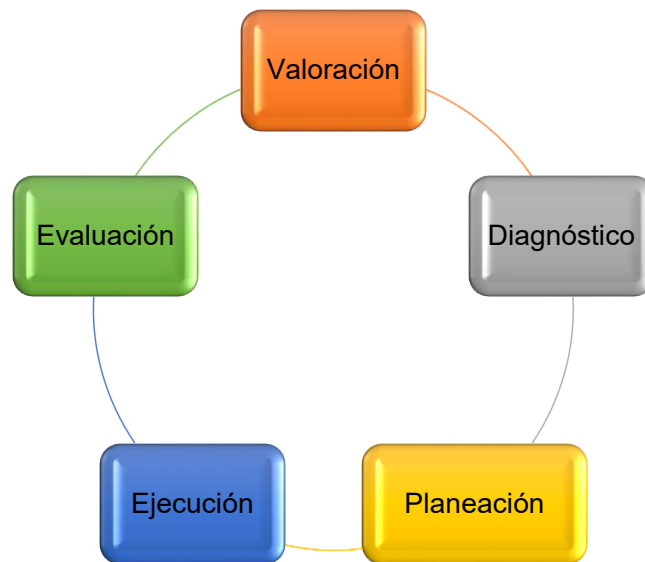 Valoración
Diagnóstico
Planeación
Ejecución
Evaluación